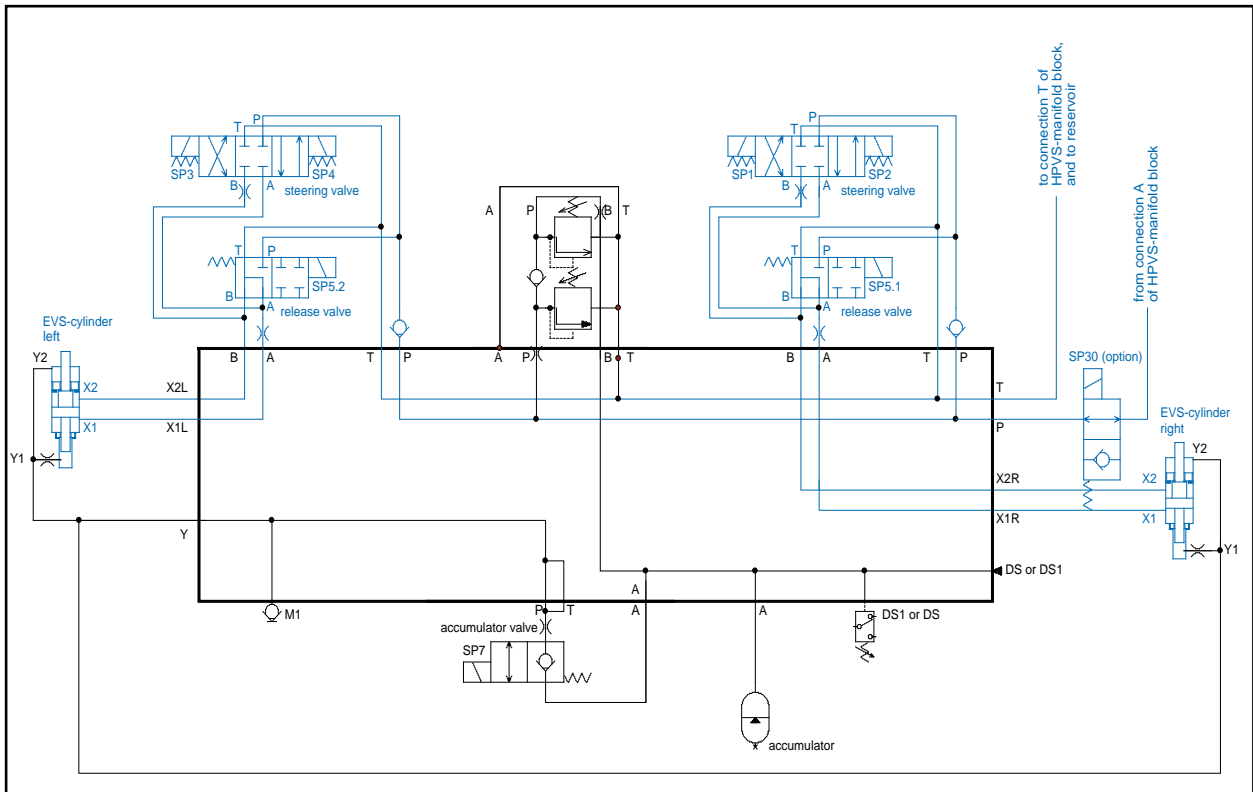 to connection T of
HPVS-manifold block,
and to reservoir
from connection A
of HPVS-manifold block
T P
SP3 SP4
B A steering valve
T P
SP5.2
B A
release valve
A P B T
T P
SP1 SP2
B A steering valve
T P
SP5.1
B A
release valve
EVS-cylinder
left
Y2
X2
X1
Y1
X2L
X1L
B A T P A P B T B A T P
SP30 (option)
T
P
EVS-cylinder
right
Y2
X2R X2
X1R X1
Y1
Y
DS or DS1
A
M1
P T A A
DS1 or DS
accumulator valve
SP7
accumulator